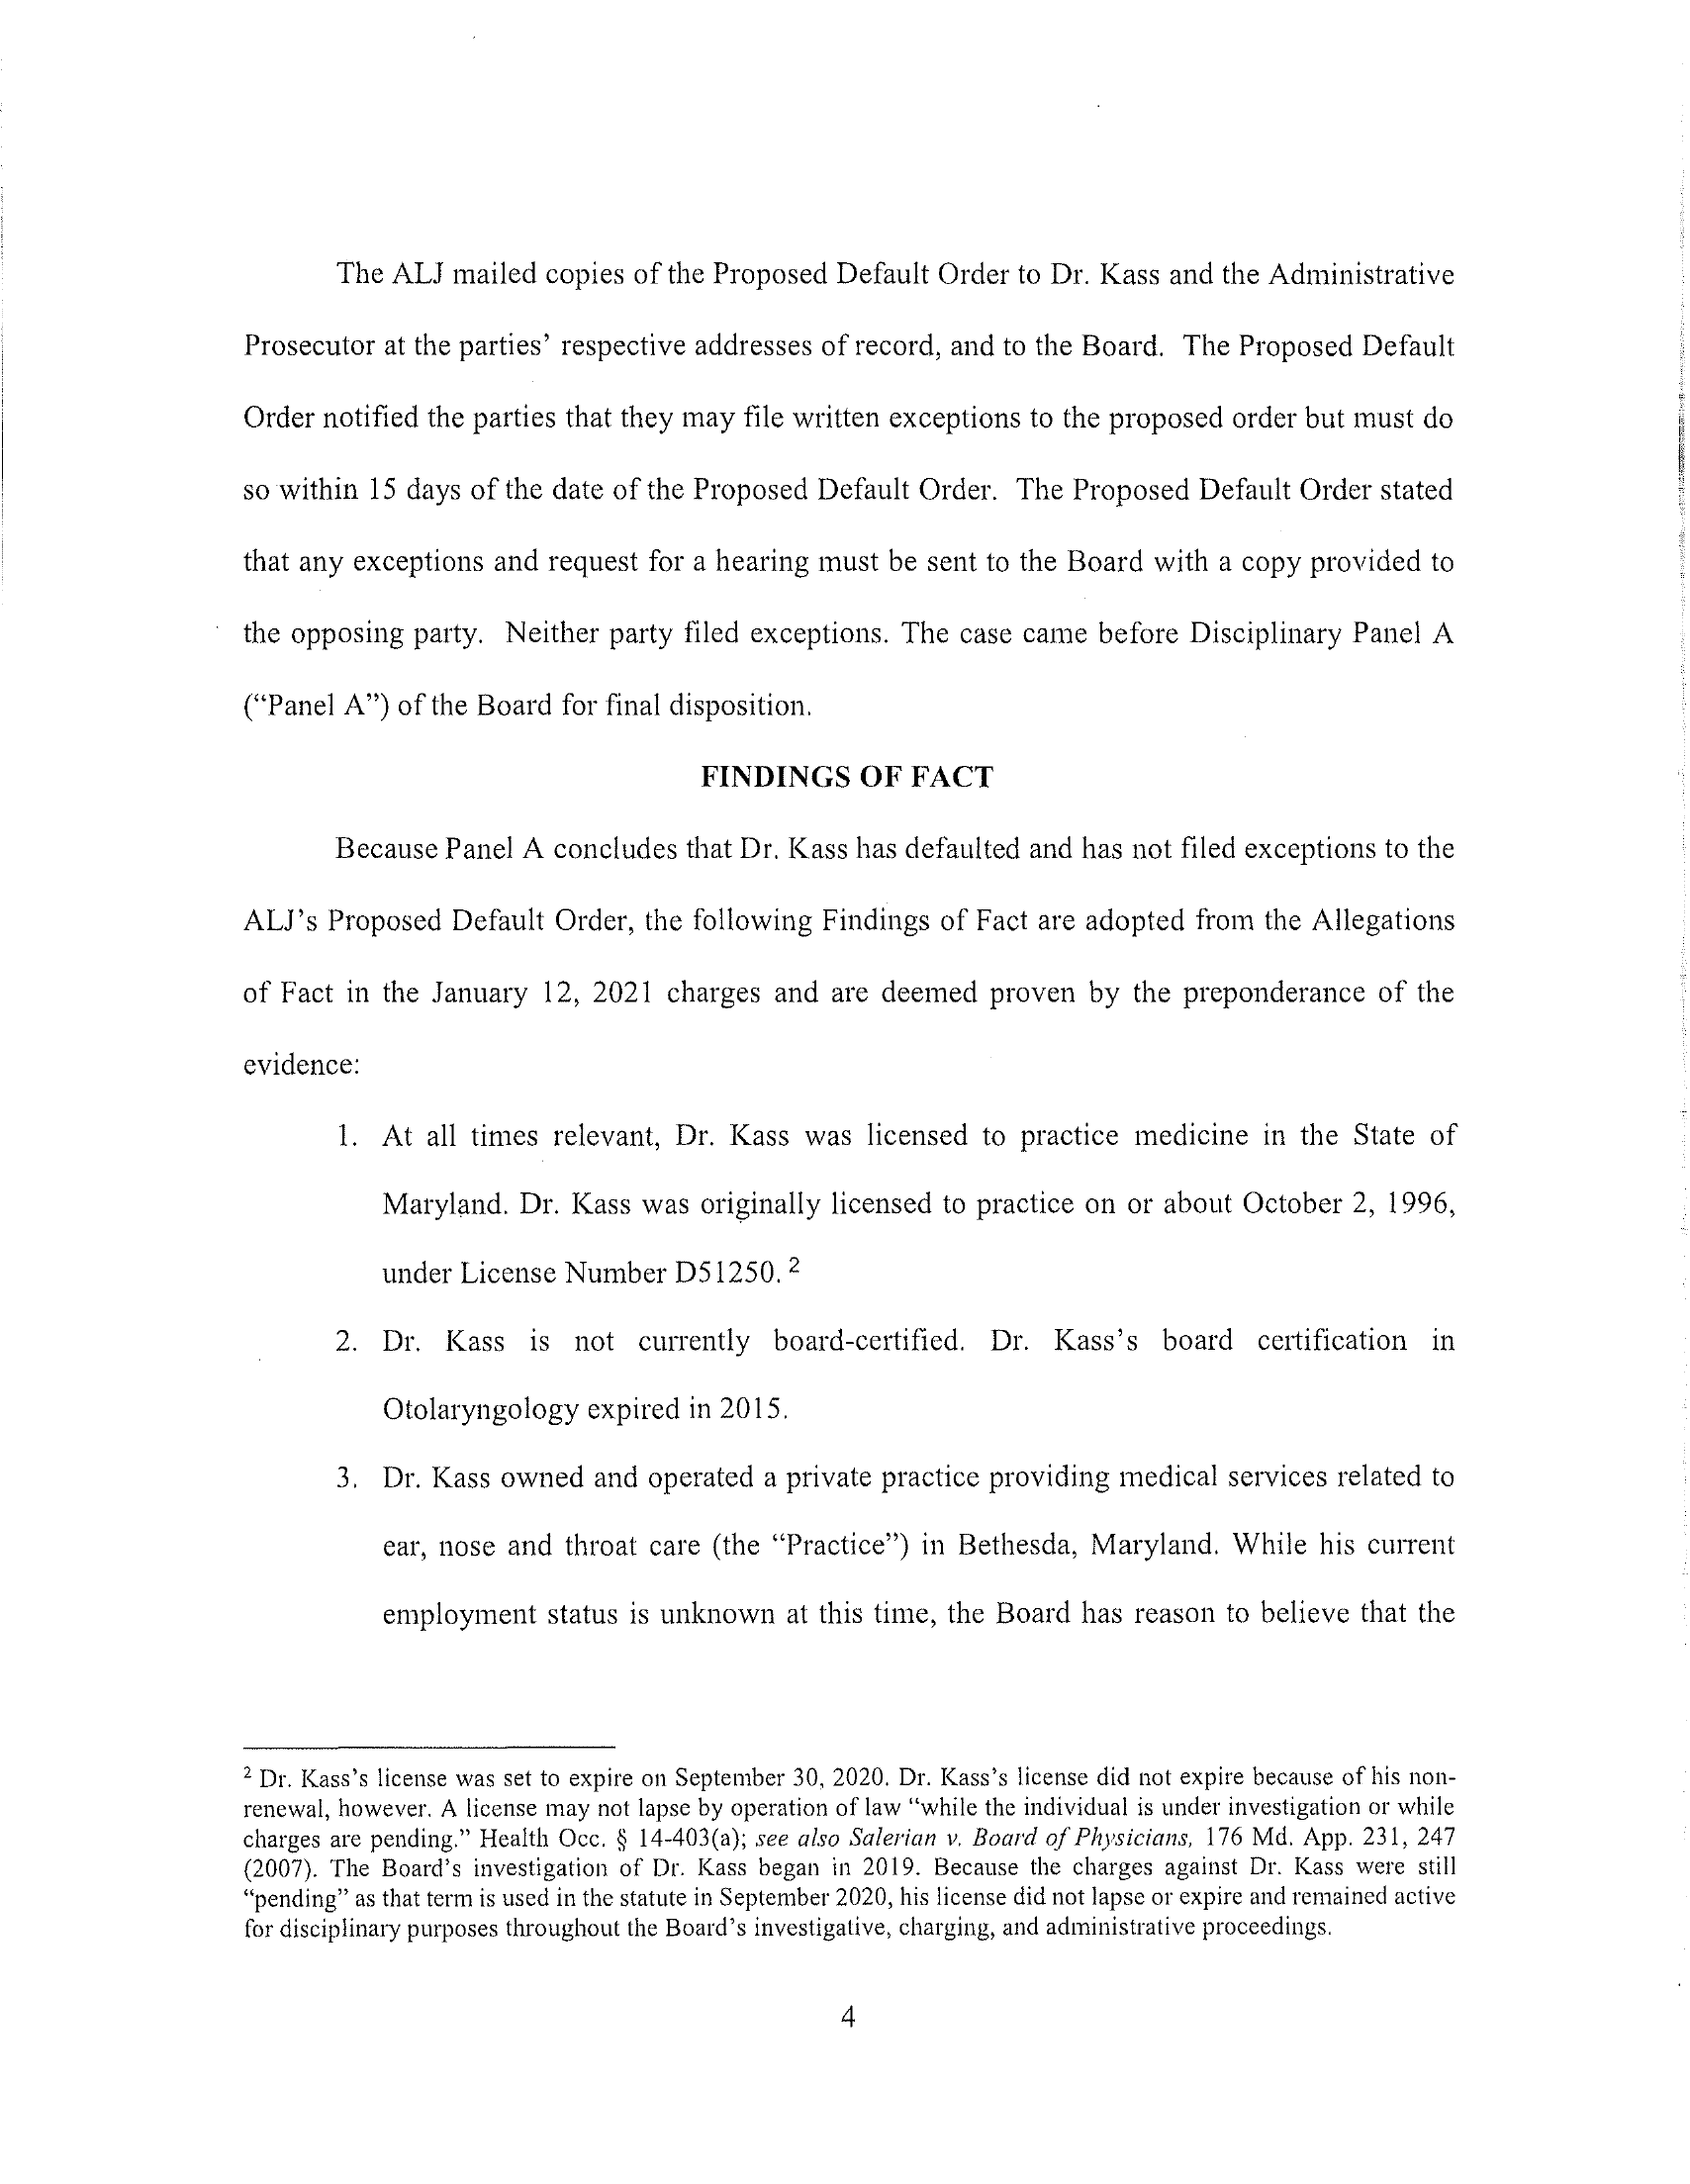 The ALJ mailed copies of the Proposed Default Order to Dr. Kass and the Administrative
Prosecutor at the parties’ respective addresses of record, and to the Board. The Proposed Default
Order notified the parties that they may file written exceptions to the proposed order but must do
so within 15 days of the date of the Proposed Default Order. The Proposed Default Order stated
that any exceptions and request for a hearing must be sent to the Board with a copy provided to
the opposing party. Neither party filed exceptions. The case came before Disciplinary Panel A
(“Panel A”) of the Board for final disposition.
FINDINGS OF FACT
Because Panel A concludes that Dr. Kass has defaulted and has not filed exceptions to the
ALJ’s Proposed Default Order, the following Findings of Fact are adopted from the Allegations
of Fact in the January 12, 2021 charges and are deemed proven by the preponderance of the
evidence:
1. At all times relevant, Dr. Kass was licensed to practice medicine in the State of
Maryland. Dr. Kass was originally licensed to practice on or about October 2, 1996,
under License Number D51250. 2
2. Dr. Kass is not currently board-certified. Dr. Kass’s board certification in
Otolaryngology expired in 2015.
3. Dr. Kass owned and operated a private practice providing medical services related to
ear, nose and throat care (the “Practice”) in Bethesda, Maryland. While his current
employment status is unknown at this time, the Board has reason to believe that the
2 Dr. Kass’s license was set to expire on September 30, 2020. Dr. Kass’s license did not expire because of his non-
renewal, however. A license may not lapse by operation of law “while the individual is under investigation or while
charges are pending.” Health Occ. § 14-403(a); see also Salerian v. Board of Physicians, 176 Md. App. 231, 247
(2007). The Board’s investigation of Dr. Kass began in 2019. Because the charges against Dr. Kass were still
“pending” as that term is used in the statute in September 2020, his license did not lapse or expire and remained active
for disciplinary purposes throughout the Board’s investigative, charging, and administrative proceedings.
4